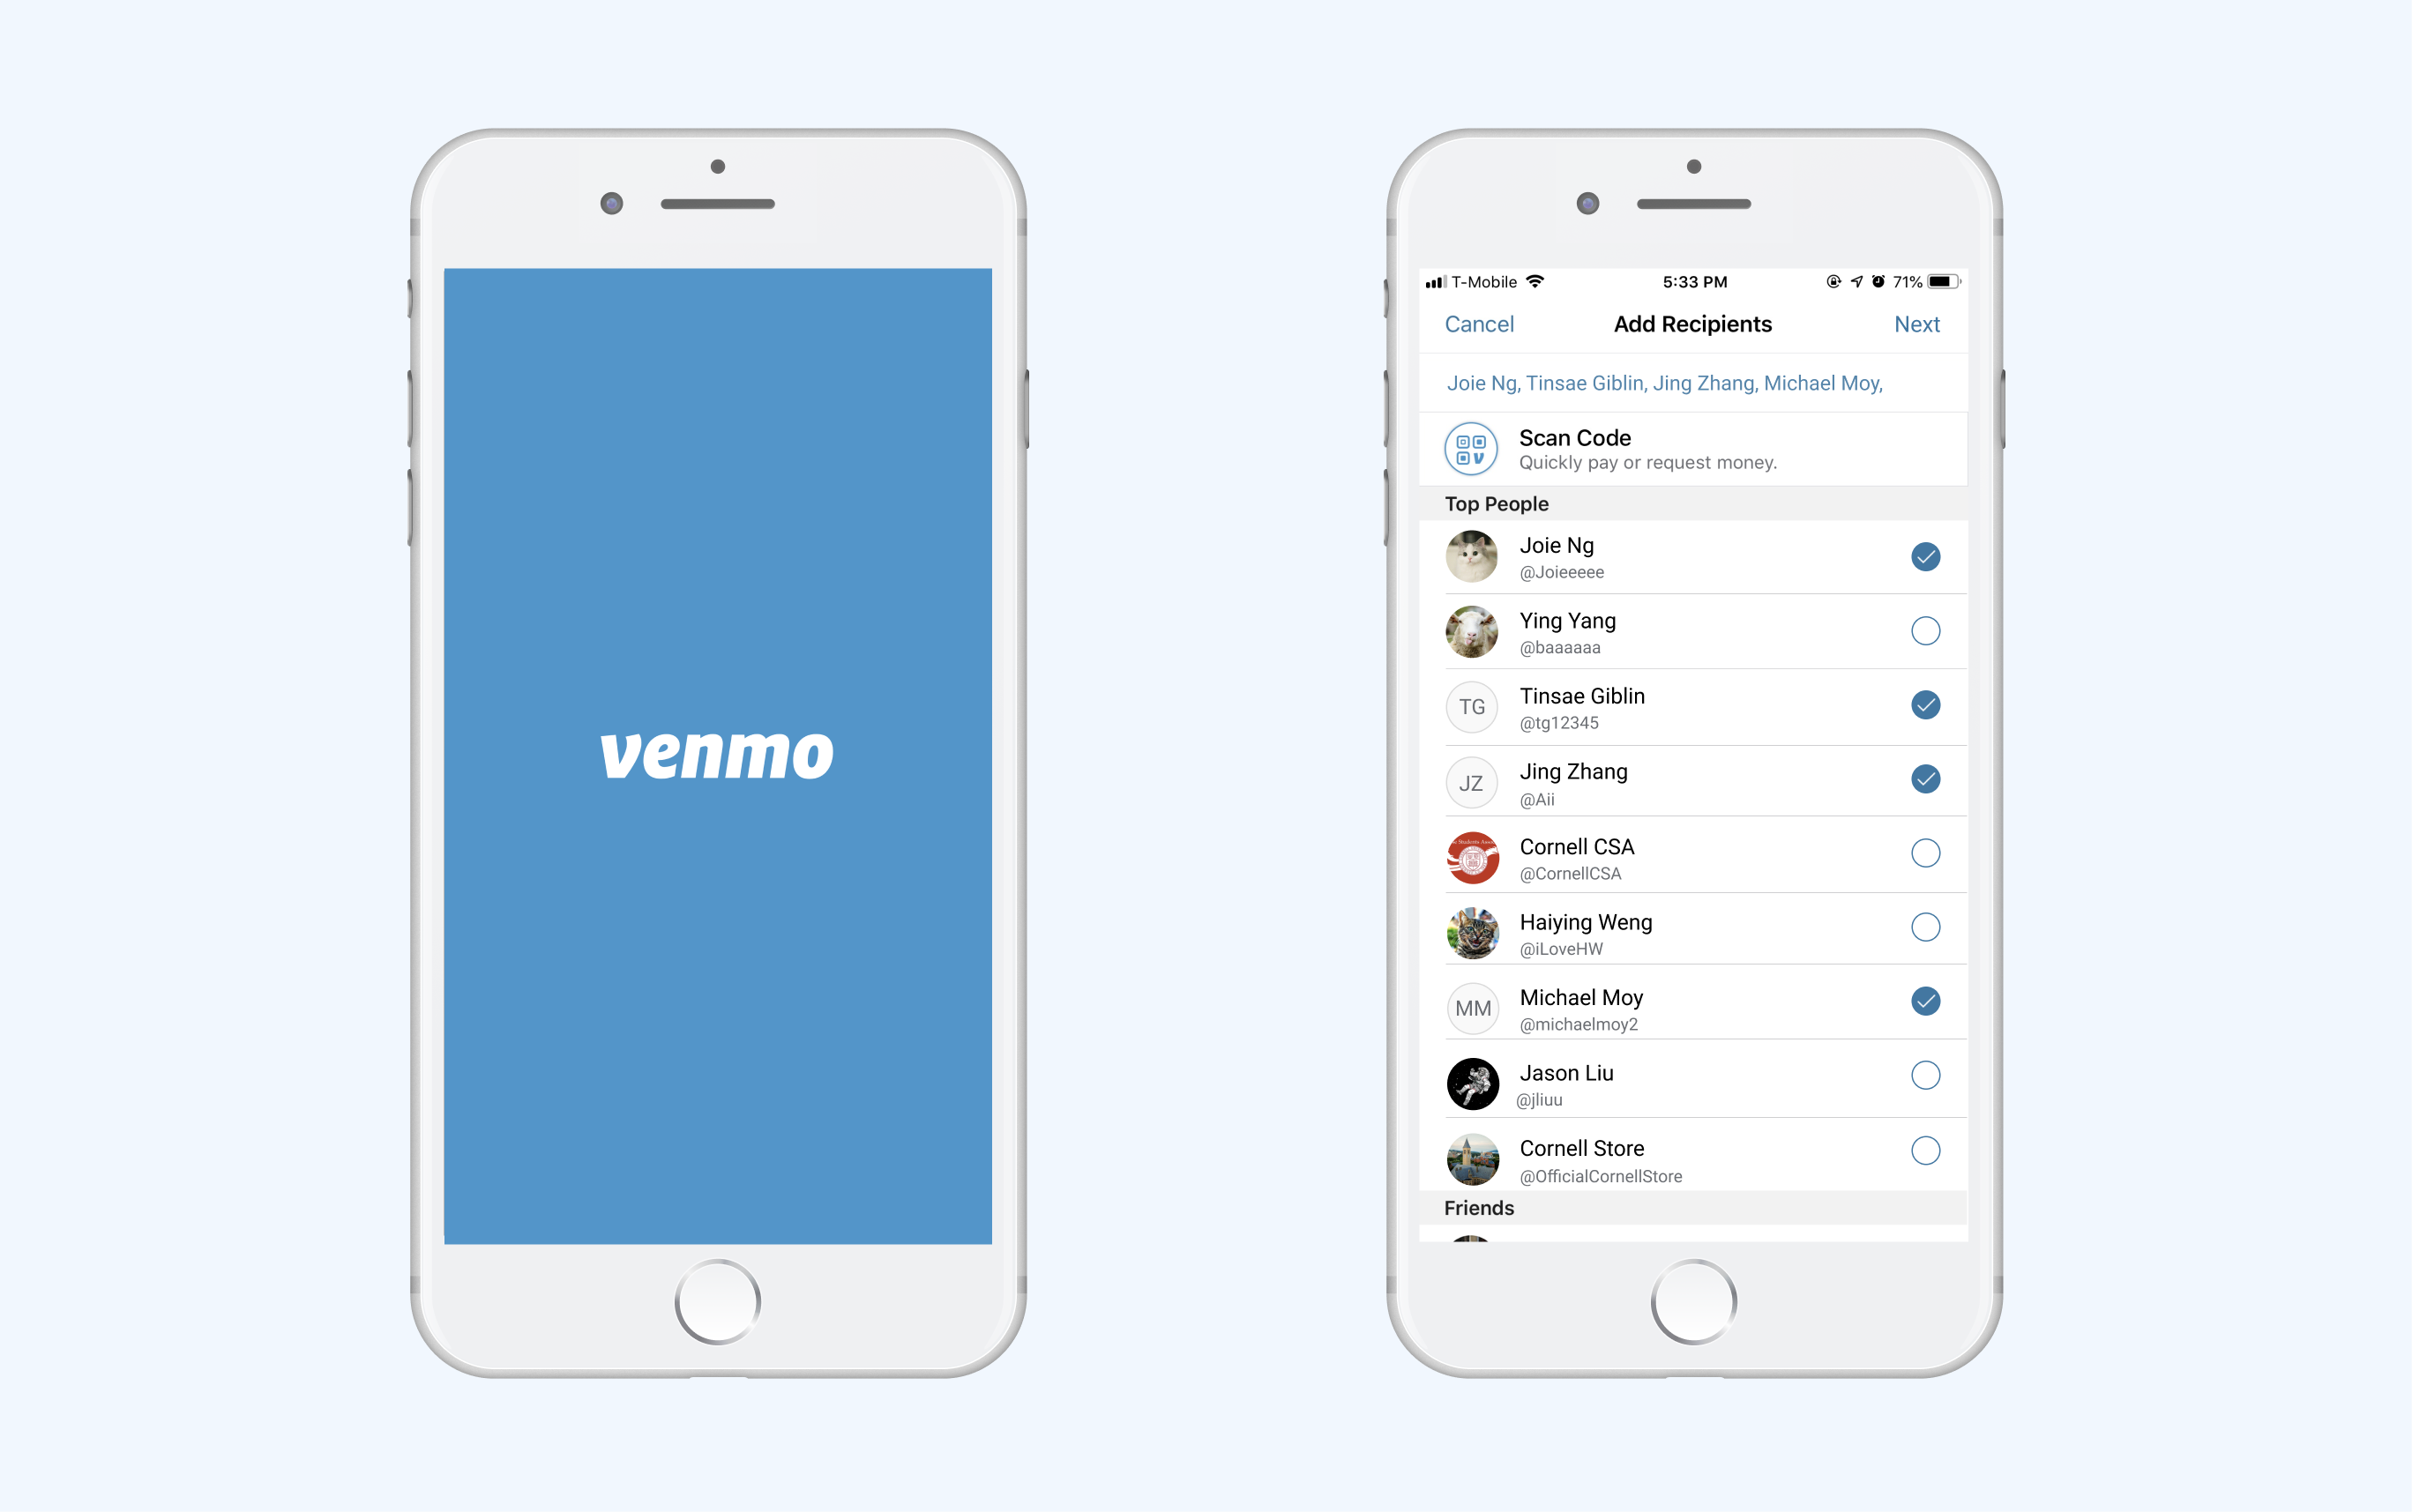 venmo
T-Mobile 5:33 PM 71%
Cancel Add Recipients Next
Joie Ng, Tinsae Giblin, Jing Zhang, Michael Moy,
Scan Code
Quickly pay or request money.
Top People
Joie Ng
@Joieeeee
Ying Yang
@baaaaaa
TG
Tinsae Giblin
@tg12345
JZ
Jing Zhang
@Aii
Cornell CSA
@CornellCSA
Haiying Weng
@iLoveHW
MM
Michael Moy
@michaelmoy2
Jason Liu
@jliuu
Cornell Store
@OfficialCornellStore
Friends